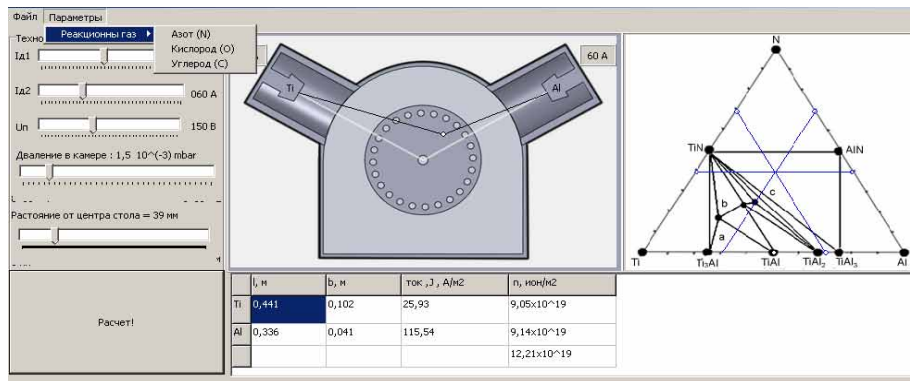 Файл Параметры
Реакционны газ
Азот (N)
Кислород (O)
Углерод (C)
Техно
Iд1
Iд2
060 А
Uп
150 В
Двaление в камере : 1,5 10^(-3) mbar
Растояние от центра стола = 39 мм
Расчет!
60 А
Ti
Al
N
TiN
AlN
c
b
a
Ti
Ti3Al
TiAl
TiAl2
TiAl3
Al
l, м b, м ток ,J , А/м2 n, ион/м2
Ti 0,441 0,102 25,93 9,05x10^19
Al 0,336 0,041 115,54 9,14x10^19
12,21x10^19